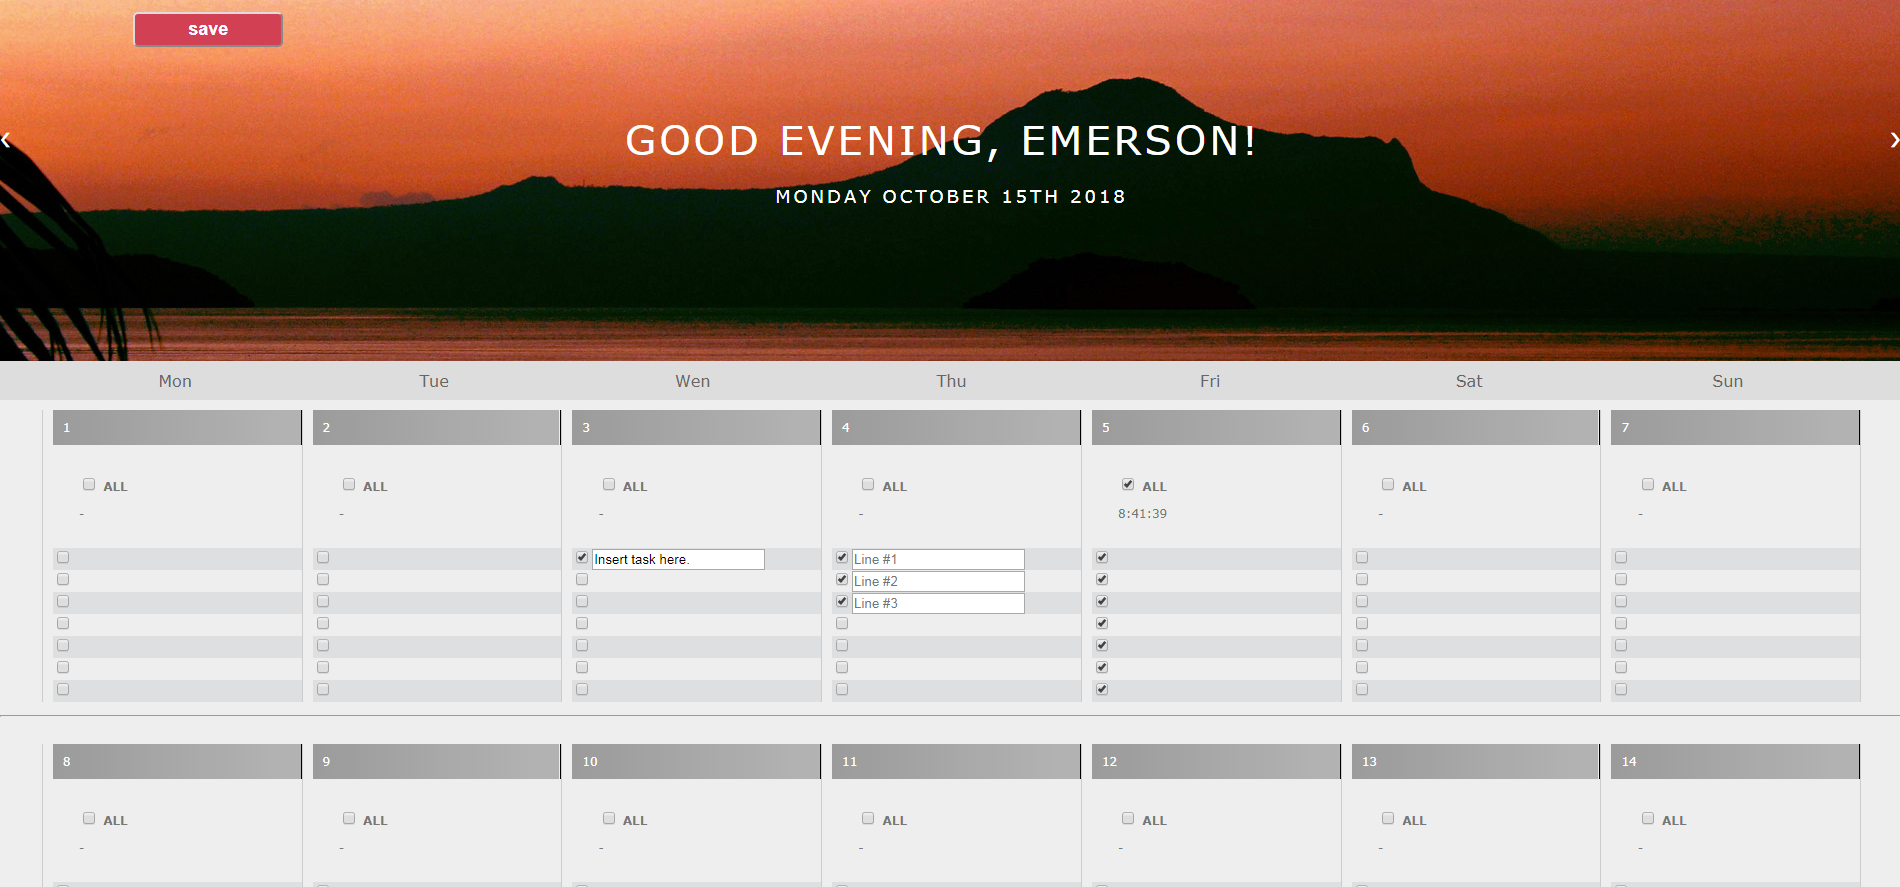 save
‹
›
GOOD EVENING, EMERSON!
MONDAY OCTOBER 15TH 2018
Mon Tue Wen Thu Fri Sat Sun
1 2 3 4 5 6 7
ALL ALL ALL ALL ALL ALL ALL
- - - - 8:41:39 - -
Insert task here. Line #1
Line #2
Line #3
8 9 10 11 12 13 14
ALL ALL ALL ALL ALL ALL ALL
- - - - - - -